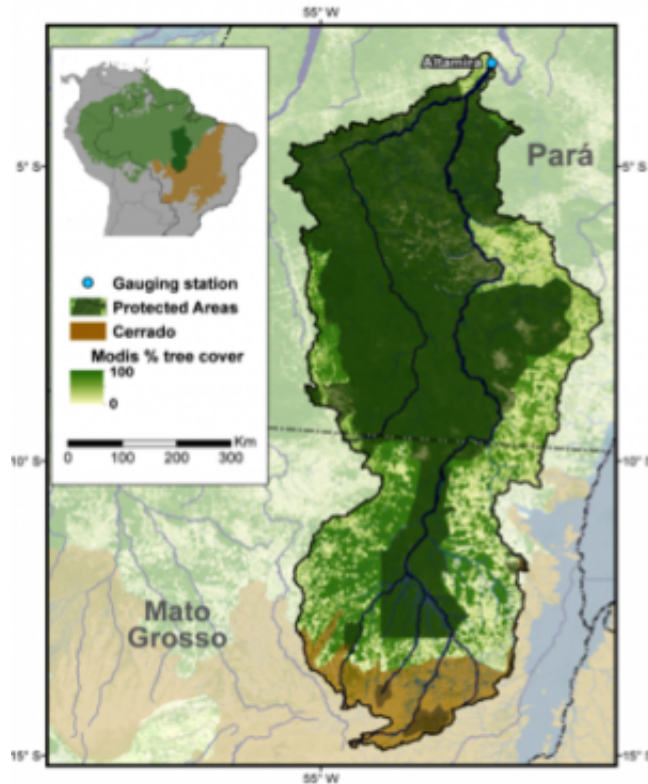 55° W
Altamira
Pará
5° S
5° S
Gauging station
Protected Areas
Cerrado
Modis % tree cover
100
0
Km
0 100 200 300
10° S
10° S
Mato
Grosso
15° S
15° S
55° W